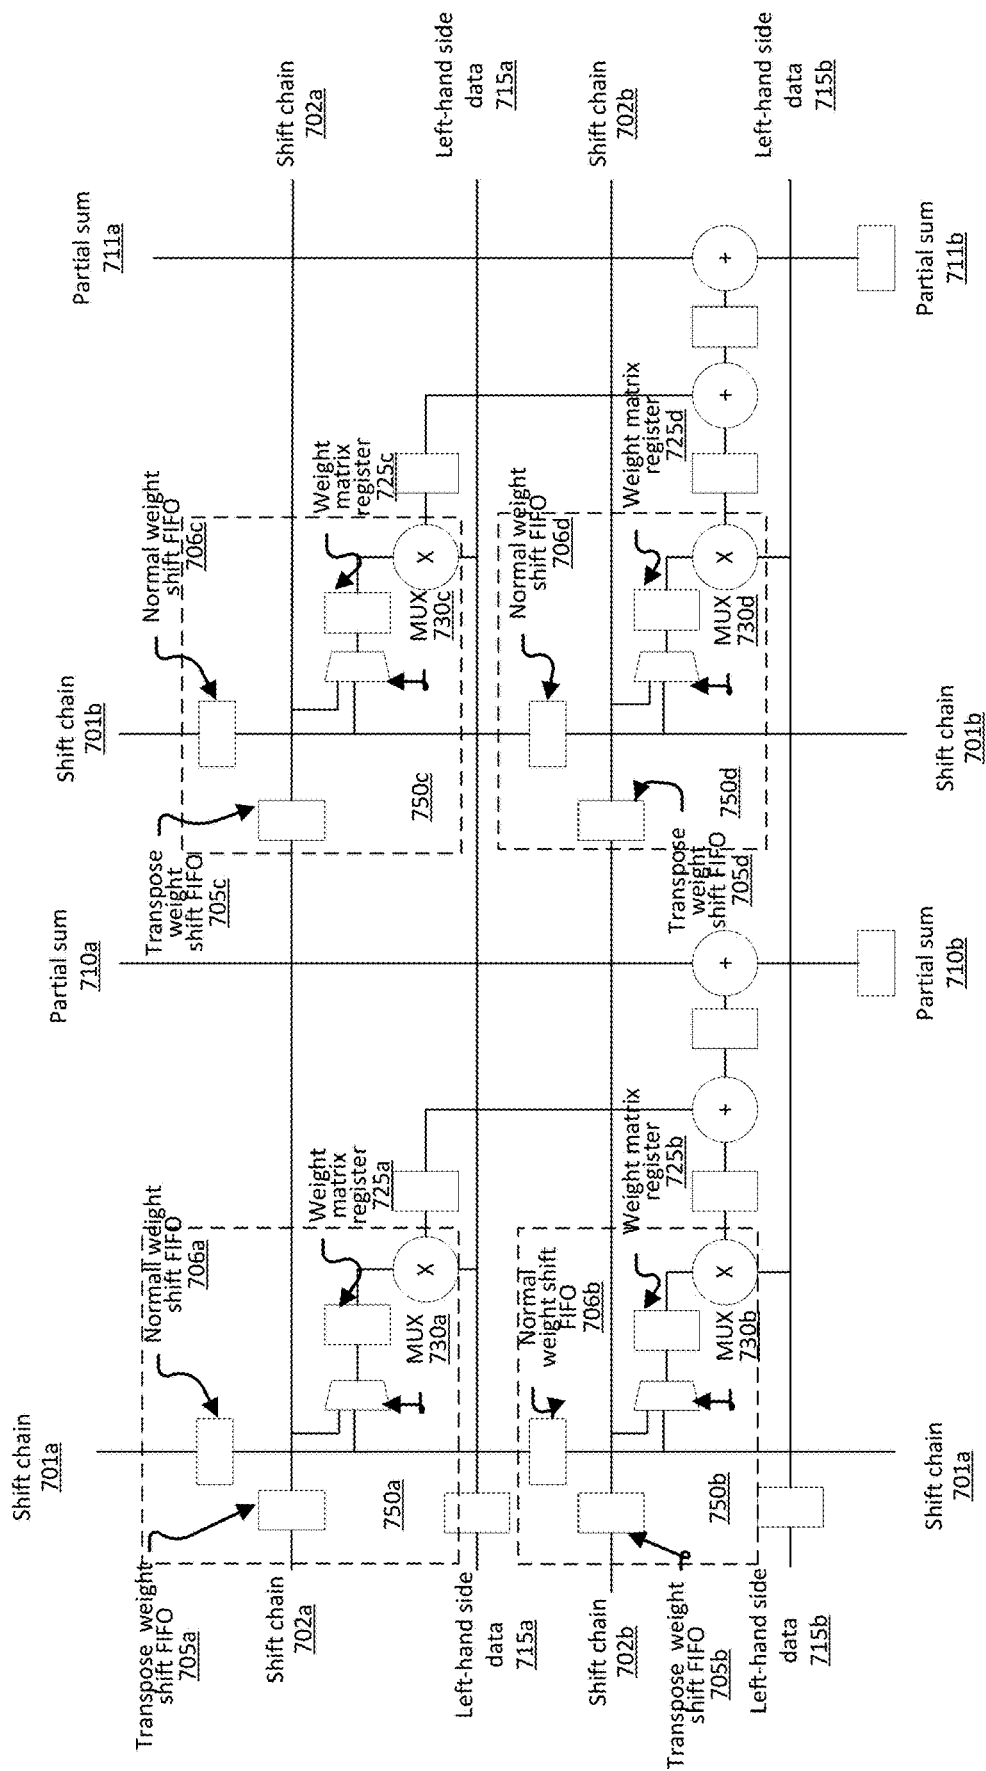 Shift chain
702a
Left-hand side
data
715a
Shift chain
702b
Left-hand side
data
715b
Partial sum
711a
Partial sum
711b
Normal weight
shift FIFO
706c
Weight
matrix
register
725c
Normal weight
shift FIFO
706d
Weight matrix
register
725d
Shift chain
701b
MUX
730c
MUX
730d
Shift chain
701b
Transpose
weight
shift FIFO
705c
750c
Transpose
weight
shift FIFO
705d
750d
Partial sum
710a
Partial sum
710b
Normall weight
shift FIFO
706a
Weight
matrix
register
725a
Normal
weight shift
FIFO
706b
Weight matrix
register
725b
Shift chain
701a
MUX
730a
MUX
730b
Shift chain
701a
750a
750b
Transpose weight
shift FIFO
705a
Shift chain
702a
Left-hand side
data
715a
Shift chain
702b
Transpose weight
shift FIFO
705b
Left-hand side
data
715b
X
X
X
X
+
+
+
+